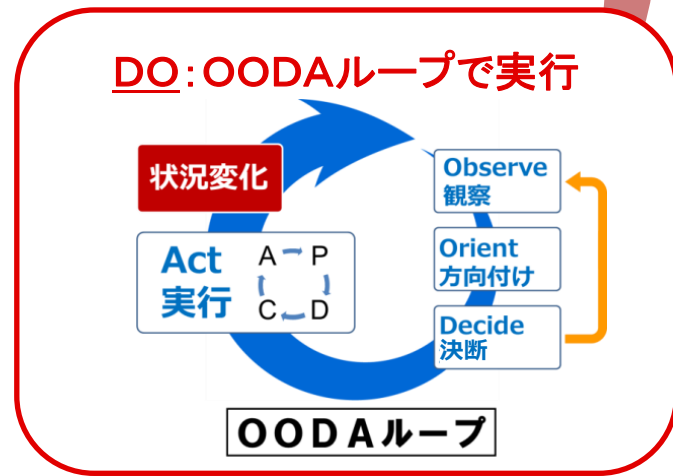 DO:OODAループで実行
状況変化
Observe
観察
Orient
方向付け
Decide
決断
Act
実行
A P
C D
OODAループ